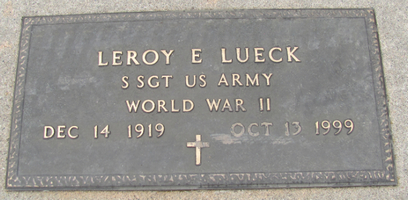 LEROY E LUECK
S SGT US ARMY
WORLD WAR II
DEC 14 1919 OCT 13 1999